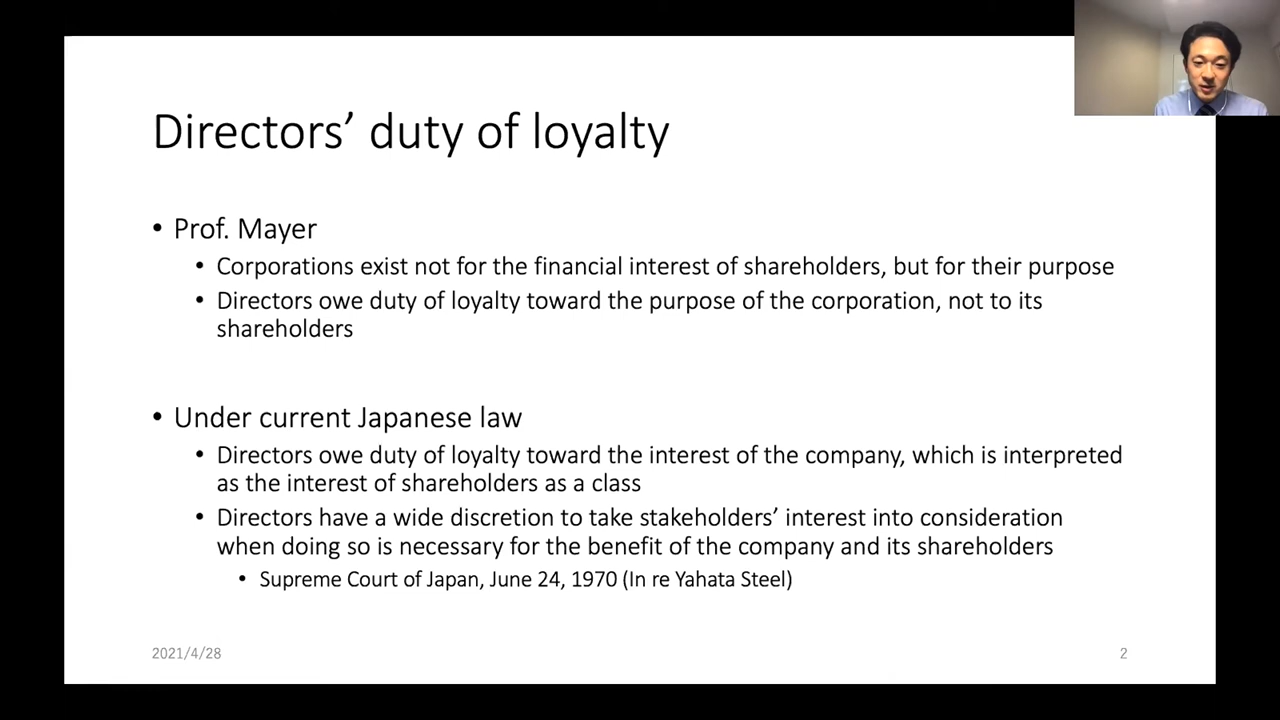 Directors’ duty of loyalty
• Prof. Mayer
• Corporations exist not for the financial interest of shareholders, but for their purpose
• Directors owe duty of loyalty toward the purpose of the corporation, not to its
shareholders
• Under current Japanese law
• Directors owe duty of loyalty toward the interest of the company, which is interpreted
as the interest of shareholders as a class
• Directors have a wide discretion to take stakeholders’ interest into consideration
when doing so is necessary for the benefit of the company and its shareholders
• Supreme Court of Japan, June 24, 1970 (In re Yahata Steel)
2021/4/28
2